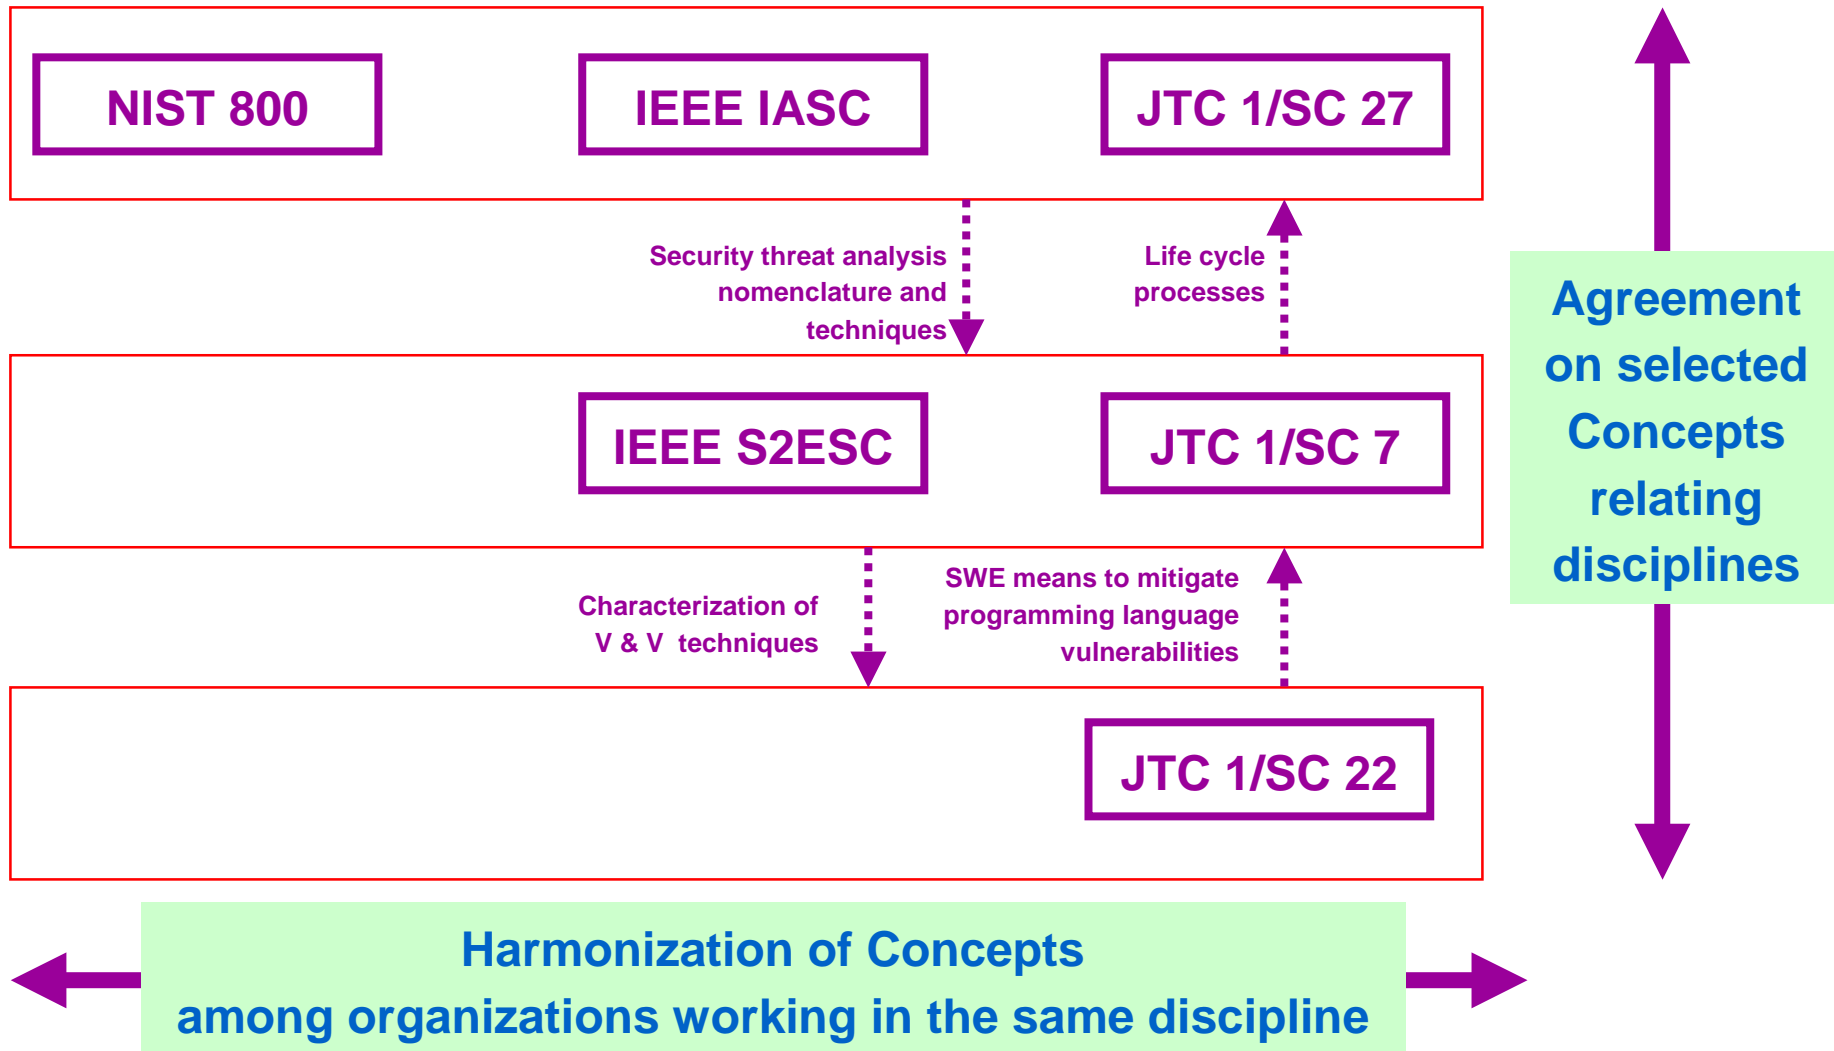 NIST 800
IEEE IASC
JTC 1/SC 27
Security threat analysis
nomenclature and
techniques
Life cycle
processes
IEEE S2ESC
JTC 1/SC 7
Characterization of
V & V techniques
SWE means to mitigate
programming language
vulnerabilities
JTC 1/SC 22
Agreement
on selected
Concepts
relating
disciplines
Harmonization of Concepts
among organizations working in the same discipline